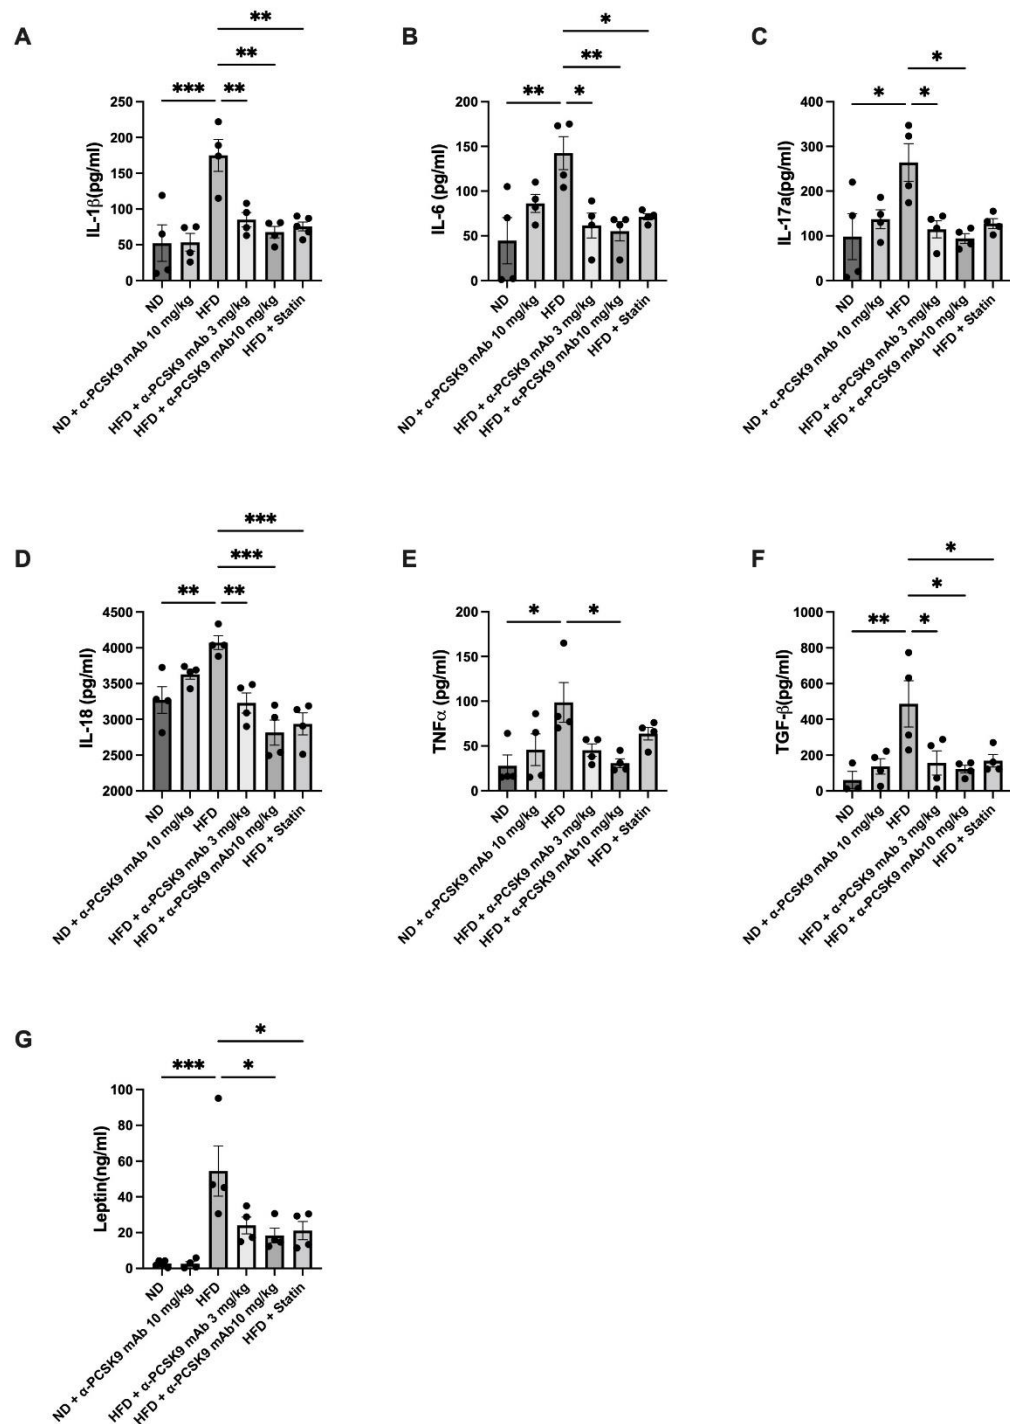 A
** 
**
*** **
IL-1β(pg/ml)
250
200
150
100
50
0
ND
ND + α-PCSK9 mAb 10 mg/kg
HFD
HFD + α-PCSK9 mAb 3 mg/kg
HFD + α-PCSK9 mAb10 mg/kg
HFD + Statin
B
*
**
** *
IL-6 (pg/ml)
200
150
100
50
0
ND
ND + α-PCSK9 mAb 10 mg/kg
HFD
HFD + α-PCSK9 mAb 3 mg/kg
HFD + α-PCSK9 mAb10 mg/kg
HFD + Statin
C
*
* *
IL-17a(pg/ml)
400
300
200
100
0
ND
ND + α-PCSK9 mAb 10 mg/kg
HFD
HFD + α-PCSK9 mAb 3 mg/kg
HFD + α-PCSK9 mAb10 mg/kg
HFD + Statin
D
***
***
** **
IL-18 (pg/ml)
4500
4000
3500
3000
2500
2000
ND
ND + α-PCSK9 mAb 10 mg/kg
HFD
HFD + α-PCSK9 mAb 3 mg/kg
HFD + α-PCSK9 mAb10 mg/kg
HFD + Statin
E
* *
TNFα (pg/ml)
200
150
100
50
0
ND
ND + α-PCSK9 mAb 10 mg/kg
HFD
HFD + α-PCSK9 mAb 3 mg/kg
HFD + α-PCSK9 mAb10 mg/kg
HFD + Statin
F
*
*
** *
TGF-β(pg/ml)
1000
800
600
400
200
0
ND
ND + α-PCSK9 mAb 10 mg/kg
HFD
HFD + α-PCSK9 mAb 3 mg/kg
HFD + α-PCSK9 mAb10 mg/kg
HFD + Statin
G
*
*** *
Leptin(ng/ml)
100
80
60
40
20
0
ND
ND + α-PCSK9 mAb 10 mg/kg
HFD
HFD + α-PCSK9 mAb 3 mg/kg
HFD + α-PCSK9 mAb10 mg/kg
HFD + Statin